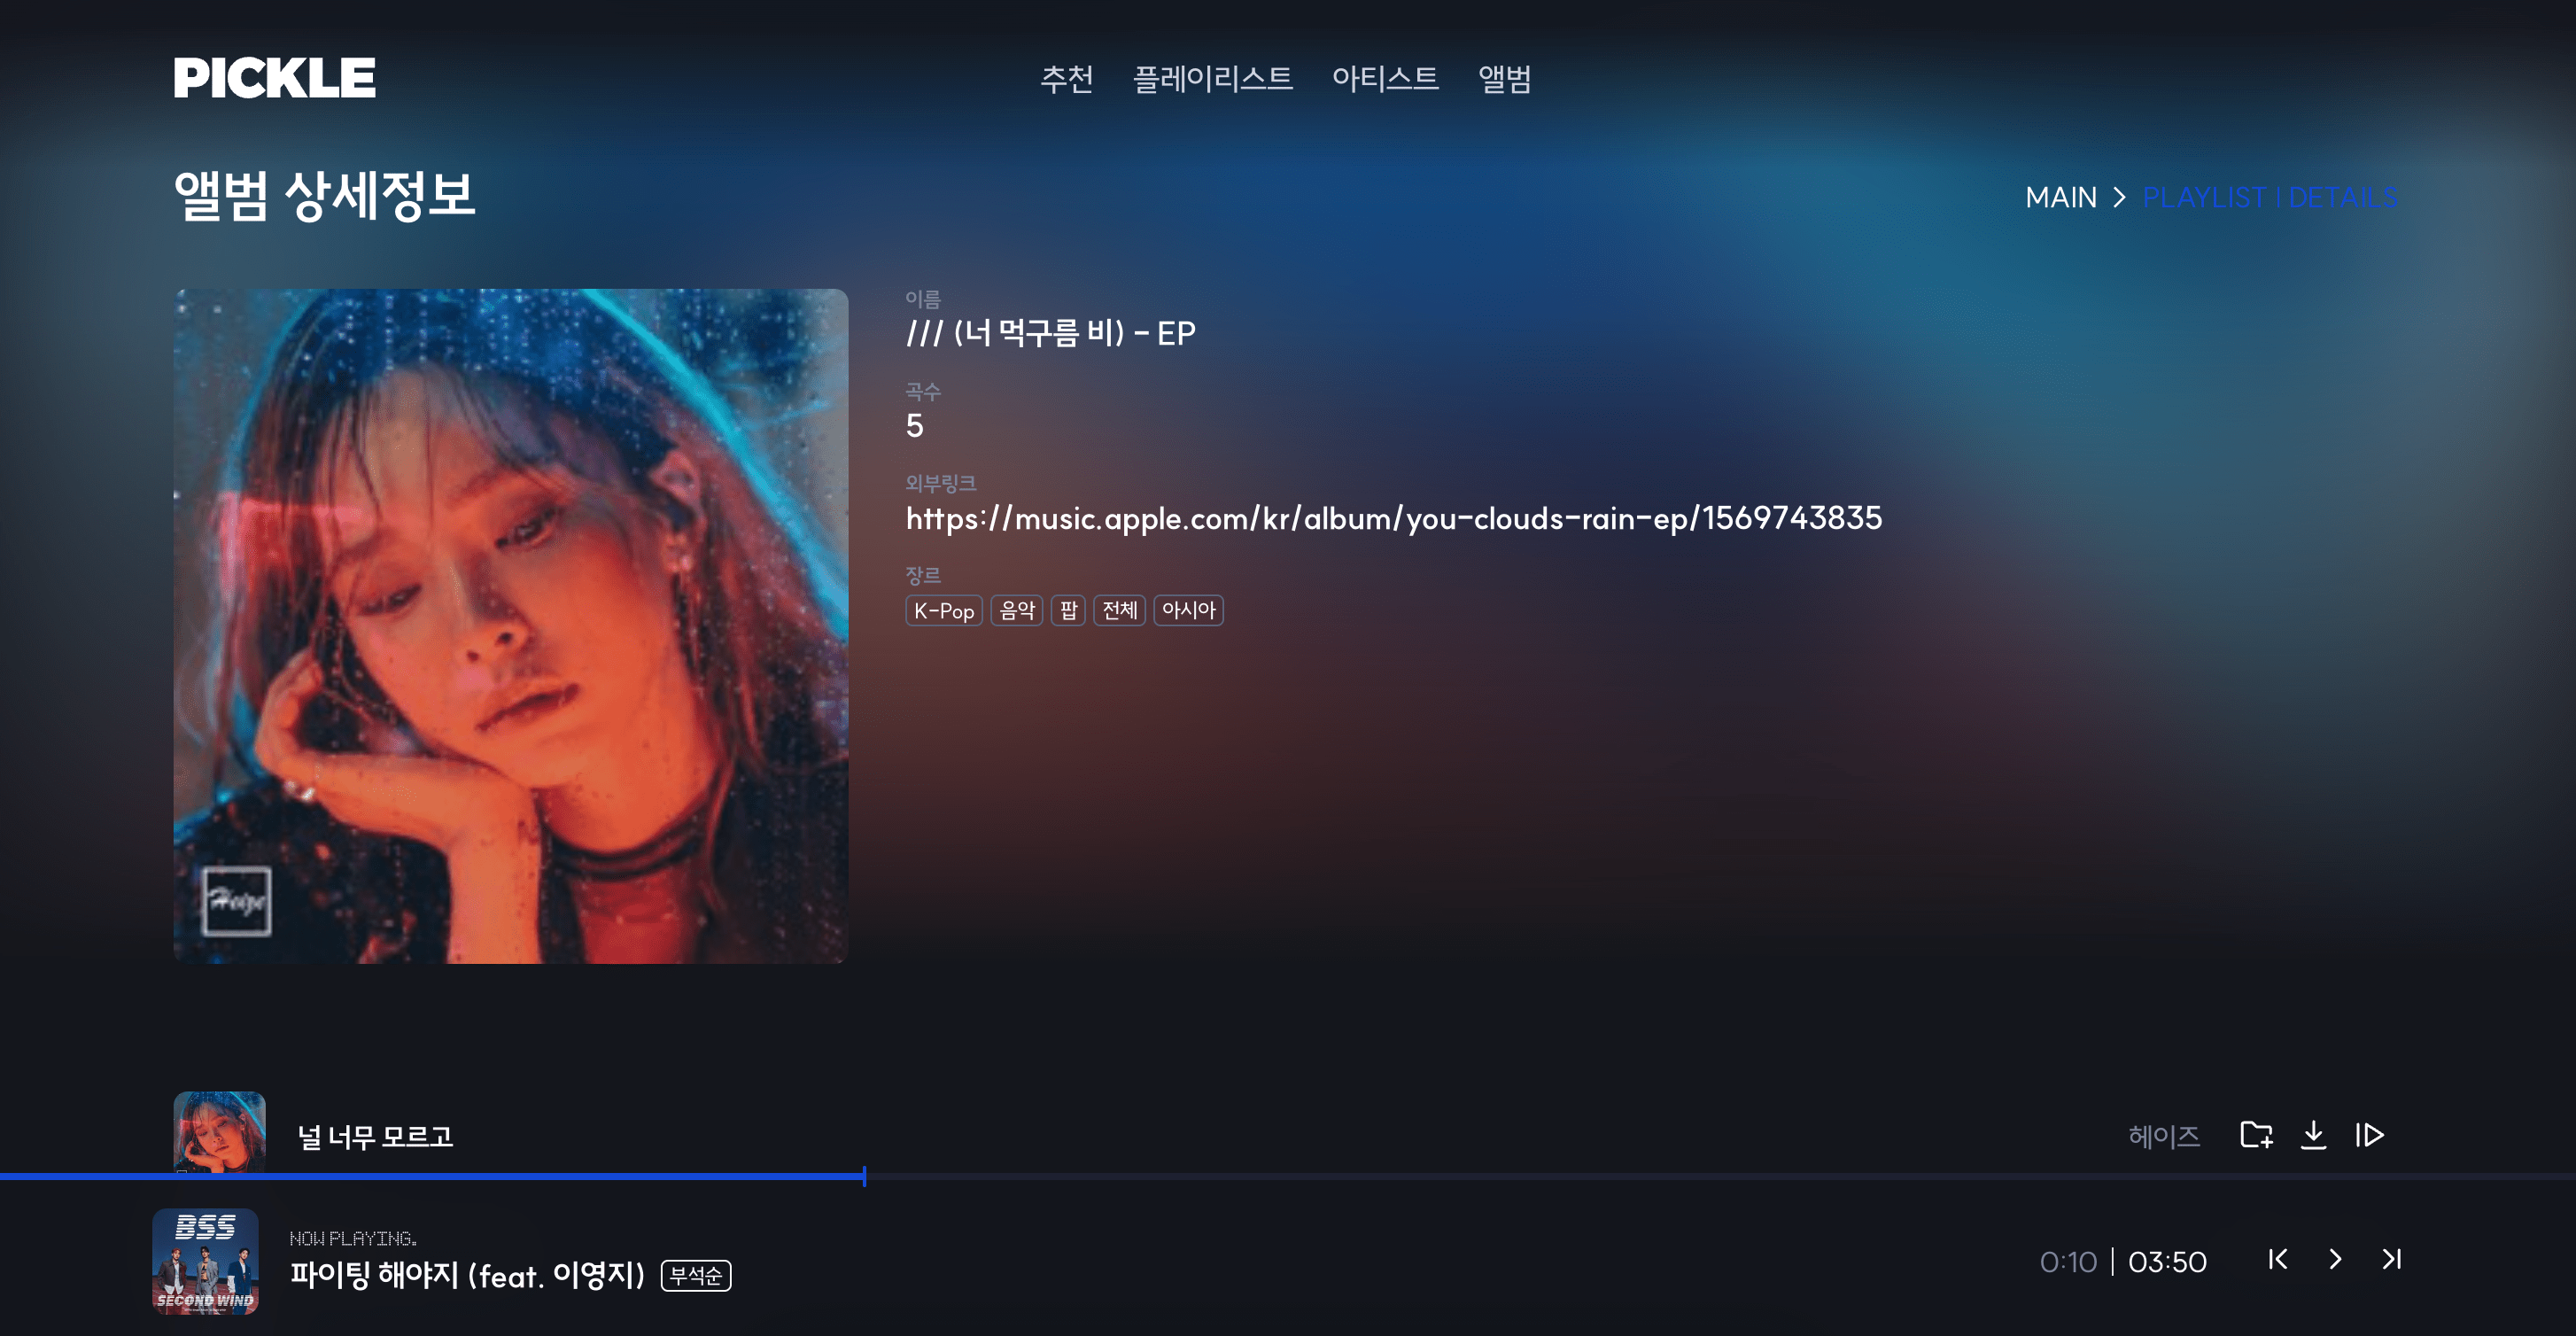 PICKLE
추천 플레이리스트 아티스트 앨범
앨범 상세정보
MAIN > PLAYLIST | DETAILS
이름
/// (너 먹구름 비) - EP
곡수
5
외부링크
https://music.apple.com/kr/album/you-clouds-rain-ep/1569743835
장르
K-Pop 음악 팝 전체 아시아
Heize
널 너무 모르고
헤이즈
BSS
SECOND WIND
NOW PLAYING.
파이팅 해야지 (feat. 이영지) 부석순
0:10 | 03:50